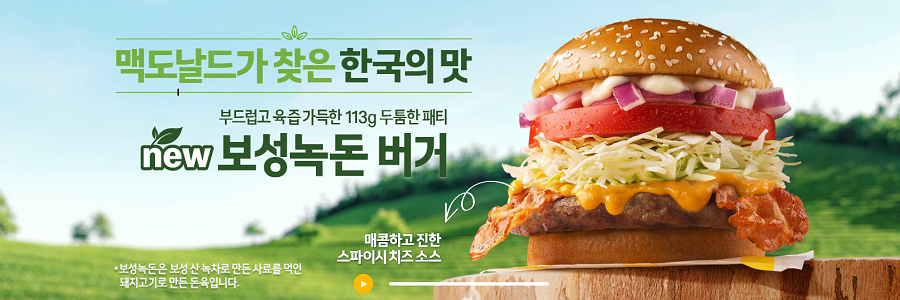 맥도날드가 찾은 한국의 맛
부드럽고 육즙 가득한 113g 두툼한 패티
new 보성녹돈 버거
매콤하고 진한
스파이시 치즈 소스
*보성녹돈은 보성 산 녹차로 만든 사료를 먹인
돼지고기로 만든 돈육입니다.